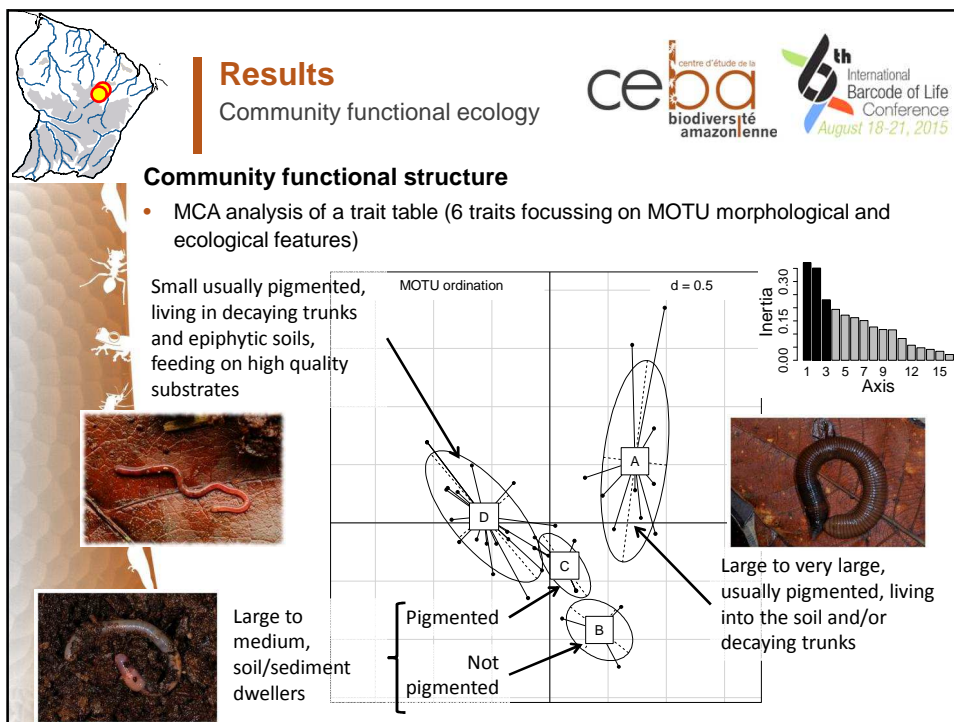 Results
Community functional ecology
centre d'étude de la
ceba
biodiversité
amazonienne
6th
International
Barcode of Life
Conference
August 18-21, 2015
Community functional structure
• MCA analysis of a trait table (6 traits focussing on MOTU morphological and
ecological features)
Small usually pigmented,
living in decaying trunks
and epiphytic soils,
feeding on high quality
substrates
MOTU ordination
d = 0.5
A
D
C
B
Inertia
0.00 0.15 0.30
1 3 5 7 9 12 15
Axis
Large to very large,
usually pigmented, living
into the soil and/or
decaying trunks
Large to
medium,
soil/sediment
dwellers
Pigmented
Not
pigmented